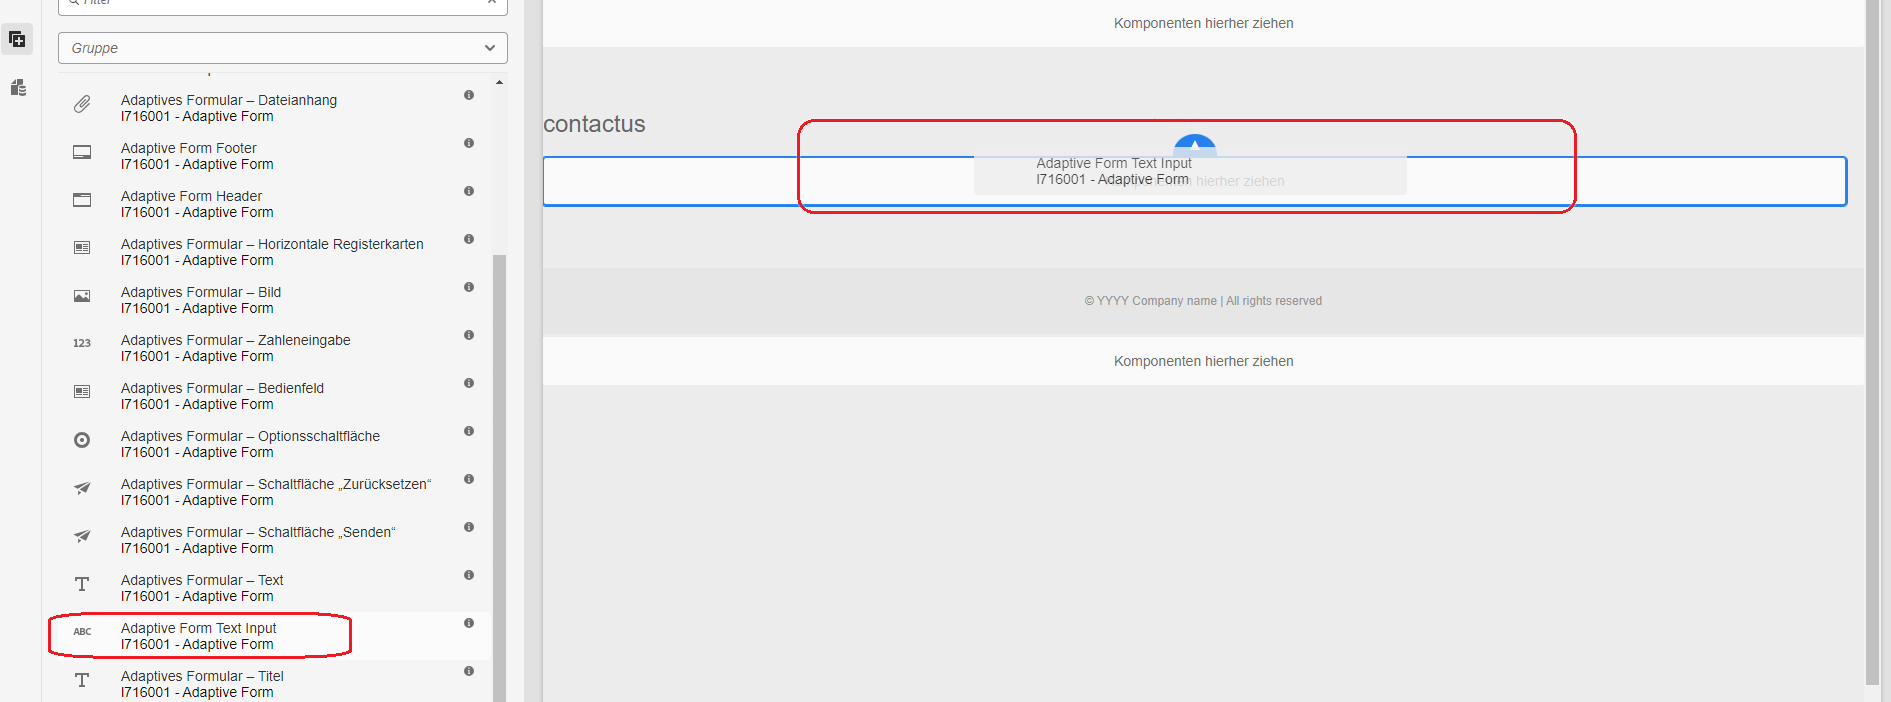 Filter
Gruppe
Adaptives Formular – Dateianhang
I716001 - Adaptive Form
Adaptive Form Footer
I716001 - Adaptive Form
Adaptive Form Header
I716001 - Adaptive Form
Adaptives Formular – Horizontale Registerkarten
I716001 - Adaptive Form
Adaptives Formular – Bild
I716001 - Adaptive Form
123
Adaptives Formular – Zahleneingabe
I716001 - Adaptive Form
Adaptives Formular – Bedienfeld
I716001 - Adaptive Form
Adaptives Formular – Optionsschaltfläche
I716001 - Adaptive Form
Adaptives Formular – Schaltfläche „Zurücksetzen“
I716001 - Adaptive Form
Adaptives Formular – Schaltfläche „Senden“
I716001 - Adaptive Form
Adaptives Formular – Text
I716001 - Adaptive Form
ABC
Adaptive Form Text Input
I716001 - Adaptive Form
Adaptives Formular – Titel
I716001 - Adaptive Form
Komponenten hierher ziehen
contactus
Adaptive Form Text Input
I716001 - Adaptive Form
Komponenten hierher ziehen
© YYYY Company name | All rights reserved
Komponenten hierher ziehen